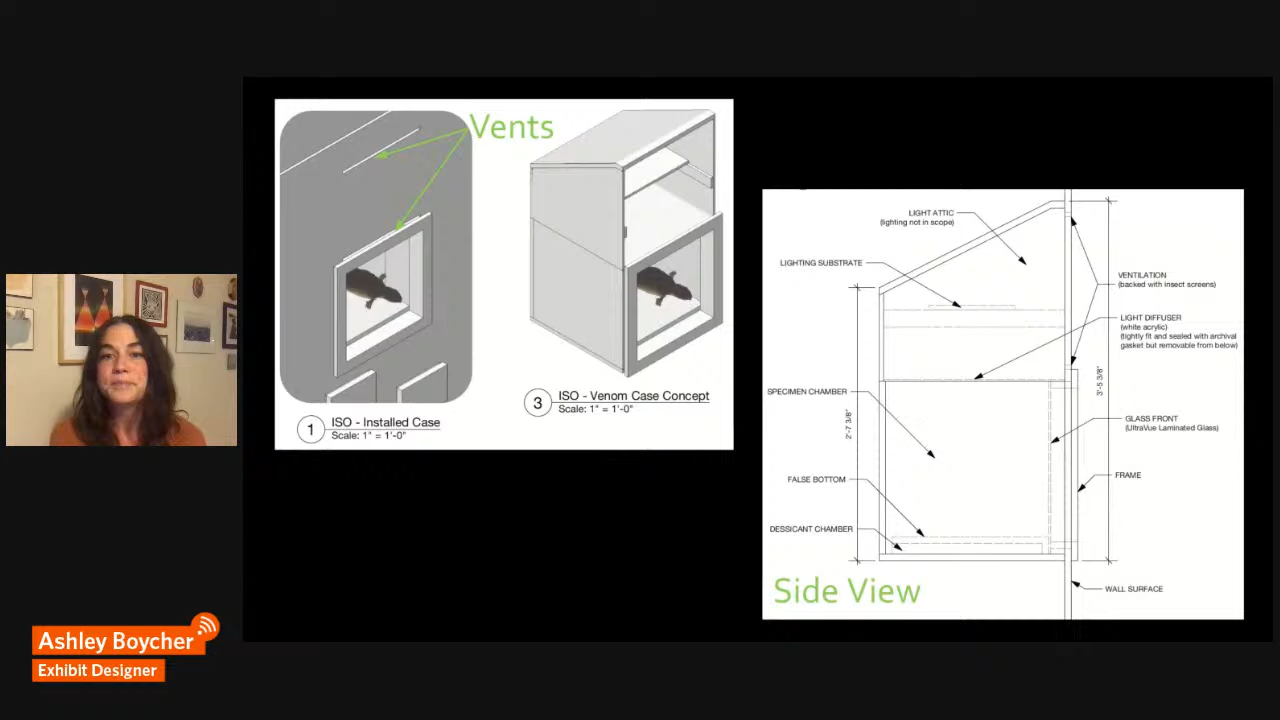 Vents
1
ISO - Installed Case
Scale: 1" = 1'-0"
3
ISO - Venom Case Concept
Scale: 1" = 1'-0"
LIGHT ATTIC
(lighting not in scope)
LIGHTING SUBSTRATE
VENTILATION
(backed with insect screens)
LIGHT DIFFUSER
(white acrylic)
(tightly fit and sealed with archival
gasket but removable from below)
SPECIMEN CHAMBER
2'-7 3/8"
3'-5 3/8"
GLASS FRONT
(UltraVue Laminated Glass)
FALSE BOTTOM
FRAME
DESSICANT CHAMBER
WALL SURFACE
Side View
Ashley Boycher
Exhibit Designer